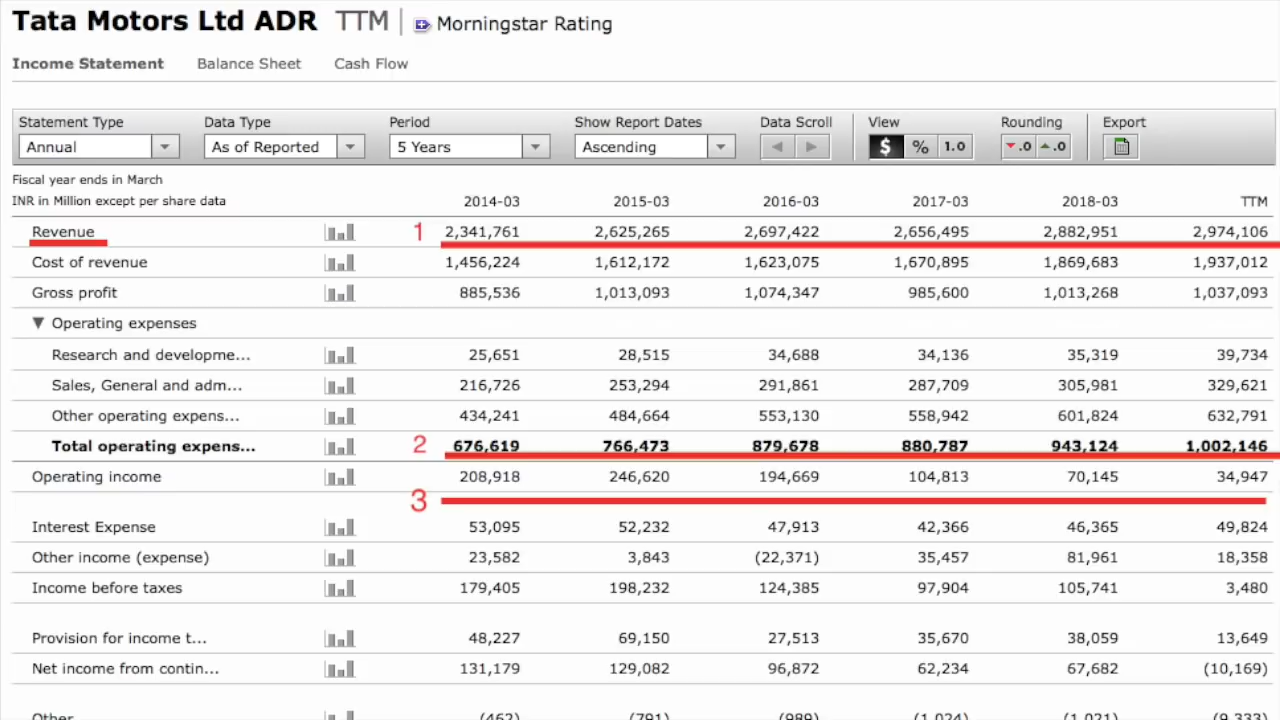 Tata Motors Ltd ADR TTM Morningstar Rating
Income Statement Balance Sheet Cash Flow
Statement Type Data Type Period Show Report Dates Data Scroll View Rounding Export
Annual As of Reported 5 Years Ascending $ % 1.0 .0 .0
Fiscal year ends in March
INR in Million except per share data 2014-03 2015-03 2016-03 2017-03 2018-03 TTM
Revenue 1 2,341,761 2,625,265 2,697,422 2,656,495 2,882,951 2,974,106
Cost of revenue 1,456,224 1,612,172 1,623,075 1,670,895 1,869,683 1,937,012
Gross profit 885,536 1,013,093 1,074,347 985,600 1,013,268 1,037,093
▼ Operating expenses
Research and developme... 25,651 28,515 34,688 34,136 35,319 39,734
Sales, General and adm... 216,726 253,294 291,861 287,709 305,981 329,621
Other operating expens... 434,241 484,664 553,130 558,942 601,824 632,791
Total operating expens... 2 676,619 766,473 879,678 880,787 943,124 1,002,146
Operating income 208,918 246,620 194,669 104,813 70,145 34,947
3
Interest Expense 53,095 52,232 47,913 42,366 46,365 49,824
Other income (expense) 23,582 3,843 (22,371) 35,457 81,961 18,358
Income before taxes 179,405 198,232 124,385 97,904 105,741 3,480
Provision for income t... 48,227 69,150 27,513 35,670 38,059 13,649
Net income from contin... 131,179 129,082 96,872 62,234 67,682 (10,169)
Other (462) (791) (989) (1,024) (1,021) (9,333)